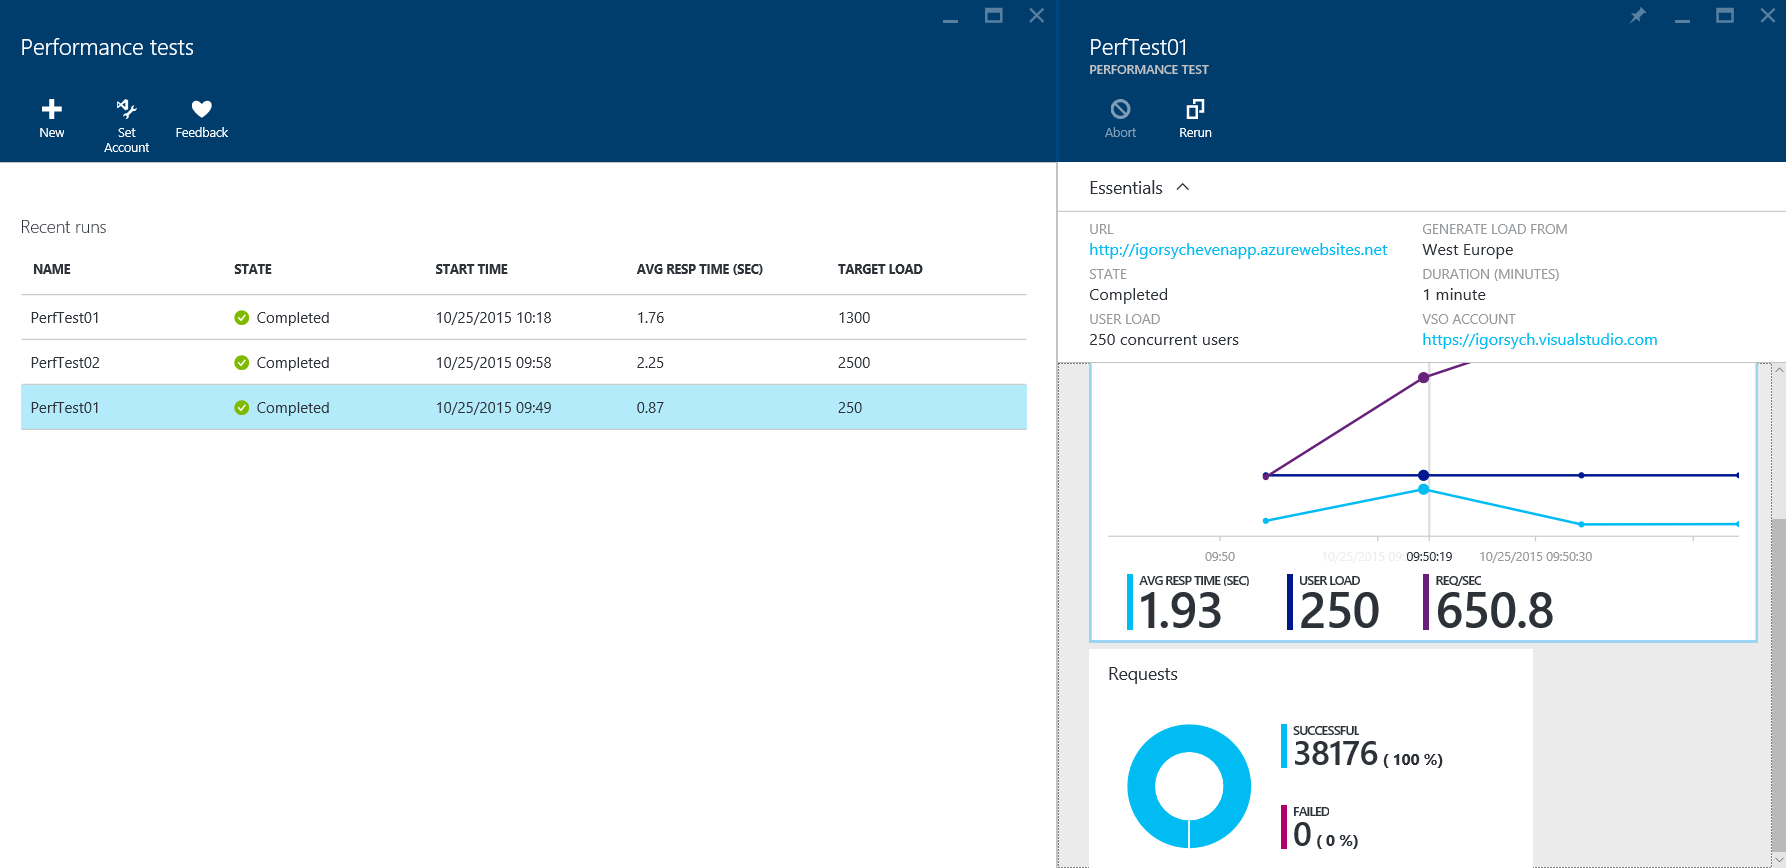 Performance tests
New
Set
Account
Feedback
Recent runs
NAME STATE START TIME AVG RESP TIME (SEC) TARGET LOAD
PerfTest01 Completed 10/25/2015 10:18 1.76 1300
PerfTest02 Completed 10/25/2015 09:58 2.25 2500
PerfTest01 Completed 10/25/2015 09:49 0.87 250
PerfTest01
PERFORMANCE TEST
Abort Rerun
Essentials
URL GENERATE LOAD FROM
http://igorsychevenapp.azurewebsites.net West Europe
STATE DURATION (MINUTES)
Completed 1 minute
USER LOAD VSO ACCOUNT
250 concurrent users https://igorsych.visualstudio.com
09:50 10/25/2015 09:50:19 10/25/2015 09:50:30
AVG RESP TIME (SEC) USER LOAD REQ/SEC
1.93 250 650.8
Requests
SUCCESSFUL
38176 ( 100 %)
FAILED
0 ( 0 %)